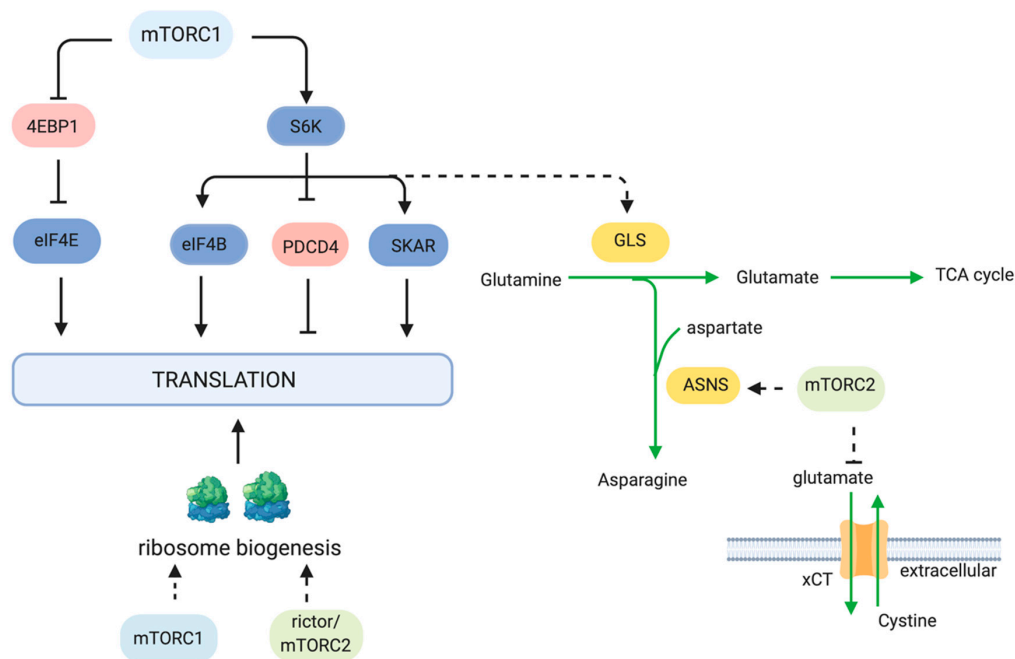 mTORC1
4EBP1
S6K
eIF4E
eIF4B
PDCD4
SKAR
GLS
Glutamine
Glutamate
TCA cycle
aspartate
TRANSLATION
ASNS
mTORC2
Asparagine
glutamate
ribosome biogenesis
xCT
extracellular
Cystine
mTORC1
rictor/
mTORC2